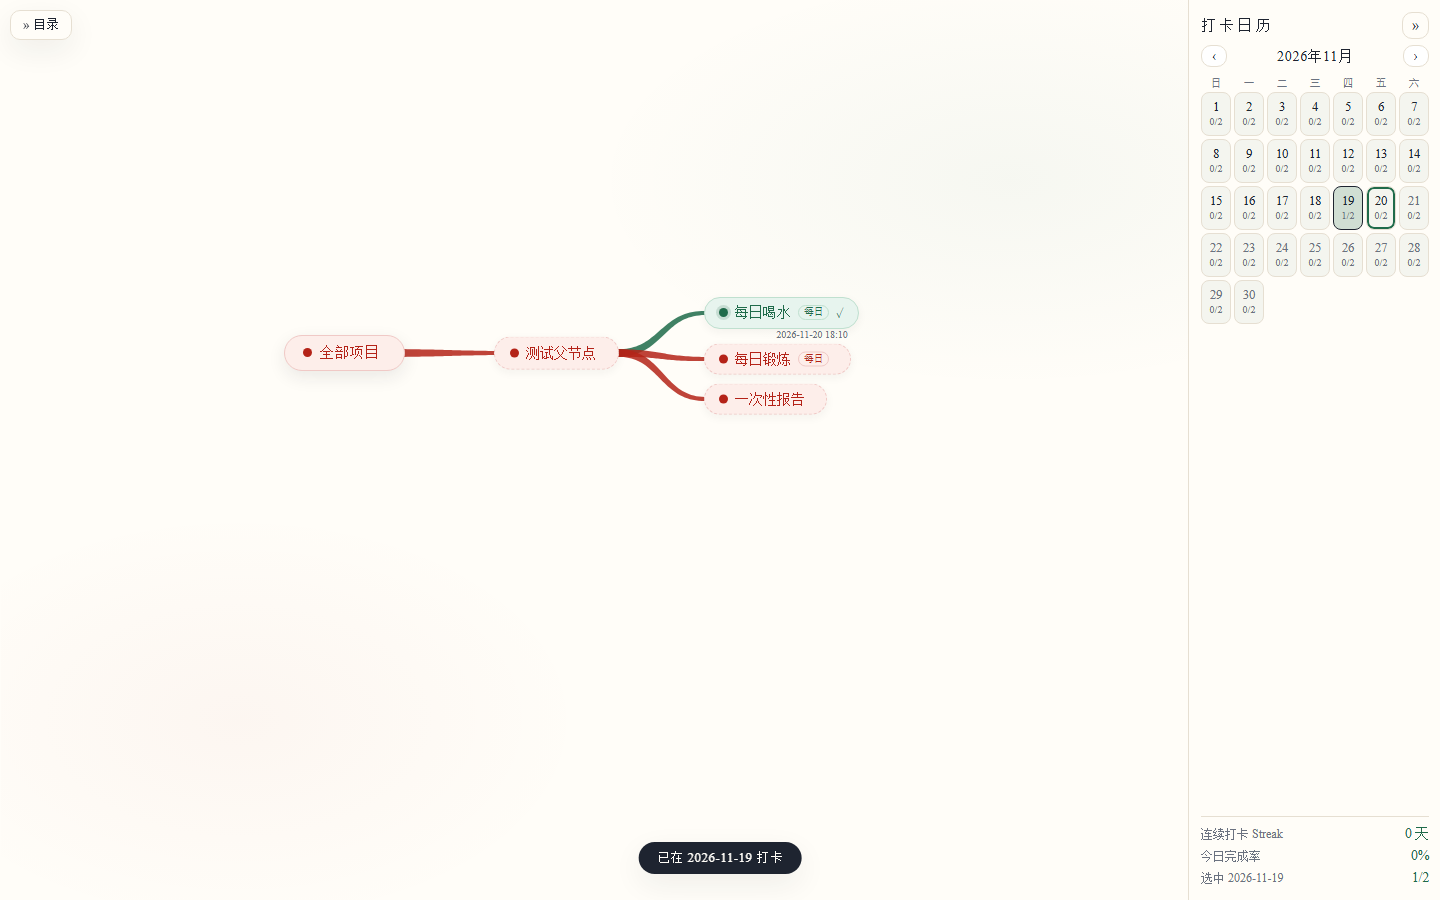 » 目录
全部项目
测试父节点
每日喝水 每日 ✓
2026-11-20 18:10
每日锻炼 每日
一次性报告
已在 2026-11-19 打卡
打卡日历 »
‹ 2026年11月 ›
日 一 二 三 四 五 六
1 2 3 4 5 6 7
0/2 0/2 0/2 0/2 0/2 0/2 0/2
8 9 10 11 12 13 14
0/2 0/2 0/2 0/2 0/2 0/2 0/2
15 16 17 18 19 20 21
0/2 0/2 0/2 0/2 1/2 0/2 0/2
22 23 24 25 26 27 28
0/2 0/2 0/2 0/2 0/2 0/2 0/2
29 30
0/2 0/2
连续打卡 Streak 0 天
今日完成率 0%
选中 2026-11-19 1/2